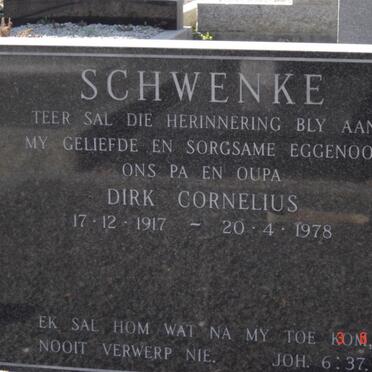 SCHWENKE
TEER SAL DIE HERINNERING BLY AAN
MY GELIEFDE EN SORGSAME EGGENOO
ONS PA EN OUPA
DIRK CORNELIUS
17·12·1917 – 20·4·1978
EK SAL HOM WAT NA MY TOE KOM,
NOOIT VERWERP NIE. JOH. 6:37.